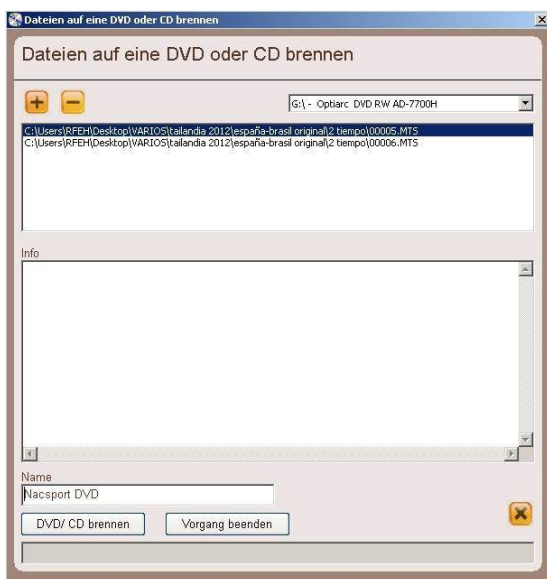 Dateien auf eine DVD oder CD brennen
Dateien auf eine DVD oder CD brennen
G:\ - Optiarc DVD RW AD-7700H
C:\Users\RFEH\Desktop\VARIOS\tailandia 2012\españa-brasil original\2 tiempo\00005.MTS
C:\Users\RFEH\Desktop\VARIOS\tailandia 2012\españa-brasil original\2 tiempo\00006.MTS
Info
Name
Nacsport DVD
DVD/ CD brennen
Vorgang beenden